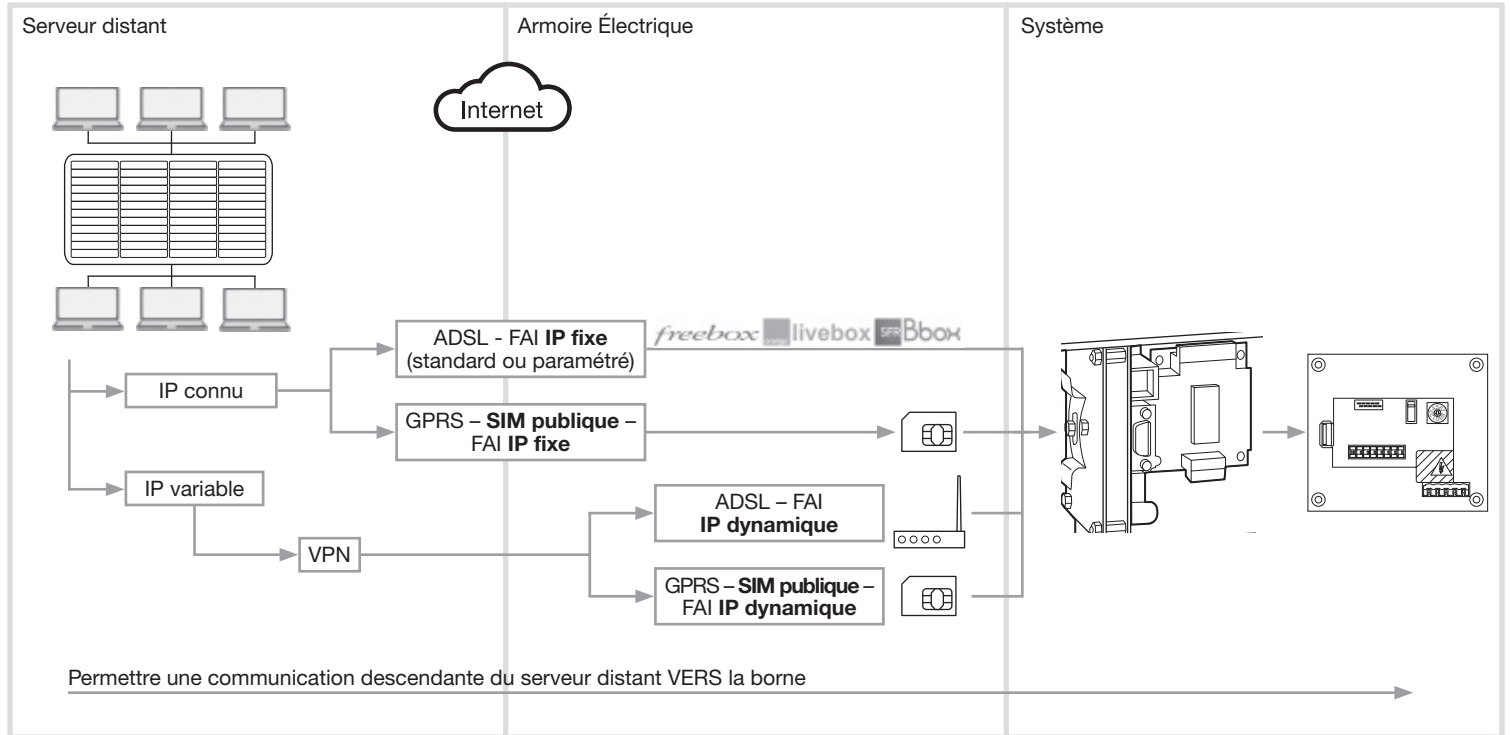 Serveur distant
Armoire Électrique
Système
Internet
ADSL - FAI IP fixe
(standard ou paramétré)
freebox
livebox
SFR
Bbox
IP connu
GPRS – SIM publique –
FAI IP fixe
IP variable
ADSL – FAI
IP dynamique
VPN
GPRS – SIM publique –
FAI IP dynamique
Permettre une communication descendante du serveur distant VERS la borne